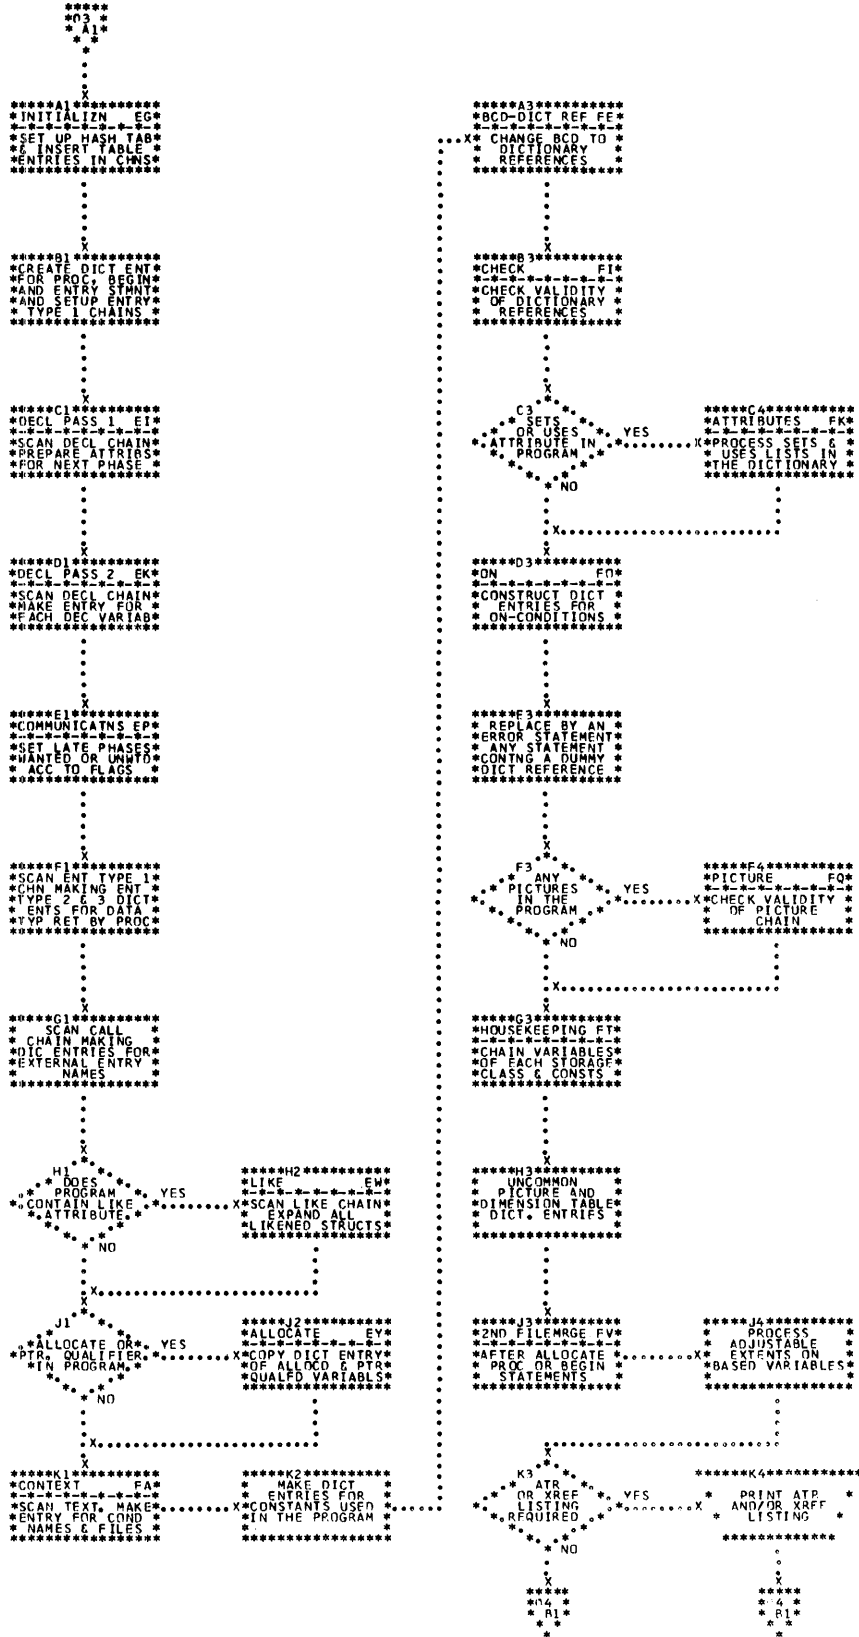 03
A1
A1
INITIALIZN EG
SET UP HASH TAB
& INSERT TABLE
ENTRIES IN CHNS
B1
CREATE DICT ENT
FOR PROC, BEGIN
AND ENTRY STMNT
AND SETUP ENTRY
TYPE 1 CHAINS
C1
DECL PASS 1 EI
SCAN DECL CHAIN
PREPARE ATTRIBS
FOR NEXT PHASE
D1
DECL PASS 2 EK
SCAN DECL CHAIN
MAKE ENTRY FOR
EACH DEC VARIAB
E1
COMMUNICATNS EP
SET LATE PHASES
WANTED OR UNWTD
ACC TO FLAGS
F1
SCAN ENT TYPE 1
CHN MAKING ENT
TYPE 2 & 3 DICT
ENTS FOR DATA
TYP RET BY PROC
G1
SCAN CALL
CHAIN MAKING
DIC ENTRIES FOR
EXTERNAL ENTRY
NAMES
H1
DOES
PROGRAM
CONTAIN LIKE
ATTRIBUTE
YES
NO
H2
LIKE EW
SCAN LIKE CHAIN
EXPAND ALL
LIKENED STRUCTS
J1
ALLOCATE OR
PTR. QUALIFIER
IN PROGRAM
YES
NO
J2
ALLOCATE EY
COPY DICT ENTRY
OF ALLOCD & PTR
QUALFD VARIABLS
K1
CONTEXT FA
SCAN TEXT. MAKE
ENTRY FOR COND
NAMES & FILES
K2
MAKE DICT
ENTRIES FOR
CONSTANTS USED
IN THE PROGRAM
A3
BCD-DICT REF FE
CHANGE BCD TO
DICTIONARY
REFERENCES
B3
CHECK FI
CHECK VALIDITY
OF DICTIONARY
REFERENCES
C3
SETS
OR USES
ATTRIBUTE IN
PROGRAM
YES
NO
C4
ATTRIBUTES FK
PROCESS SETS &
USES LISTS IN
THE DICTIONARY
D3
ON FO
CONSTRUCT DICT
ENTRIES FOR
ON-CONDITIONS
E3
REPLACE BY AN
ERROR STATEMENT
ANY STATEMENT
CONTNG A DUMMY
DICT REFERENCE
F3
ANY
PICTURES
IN THE
PROGRAM
YES
NO
F4
PICTURE FQ
CHECK VALIDITY
OF PICTURE
CHAIN
G3
HOUSEKEEPING FT
CHAIN VARIABLES
OF EACH STORAGE
CLASS & CONSTS
H3
UNCOMMON
PICTURE AND
DIMENSION TABLE
DICT. ENTRIES
J3
2ND FILEMRGE FV
AFTER ALLOCATE
PROC OR BEGIN
STATEMENTS
J4
PROCESS
ADJUSTABLE
EXTENTS ON
BASED VARIABLES
K3
ATR
OR XREF
LISTING
REQUIRED
YES
NO
K4
PRINT ATR
AND/OR XREF
LISTING
04
B1
4
B1